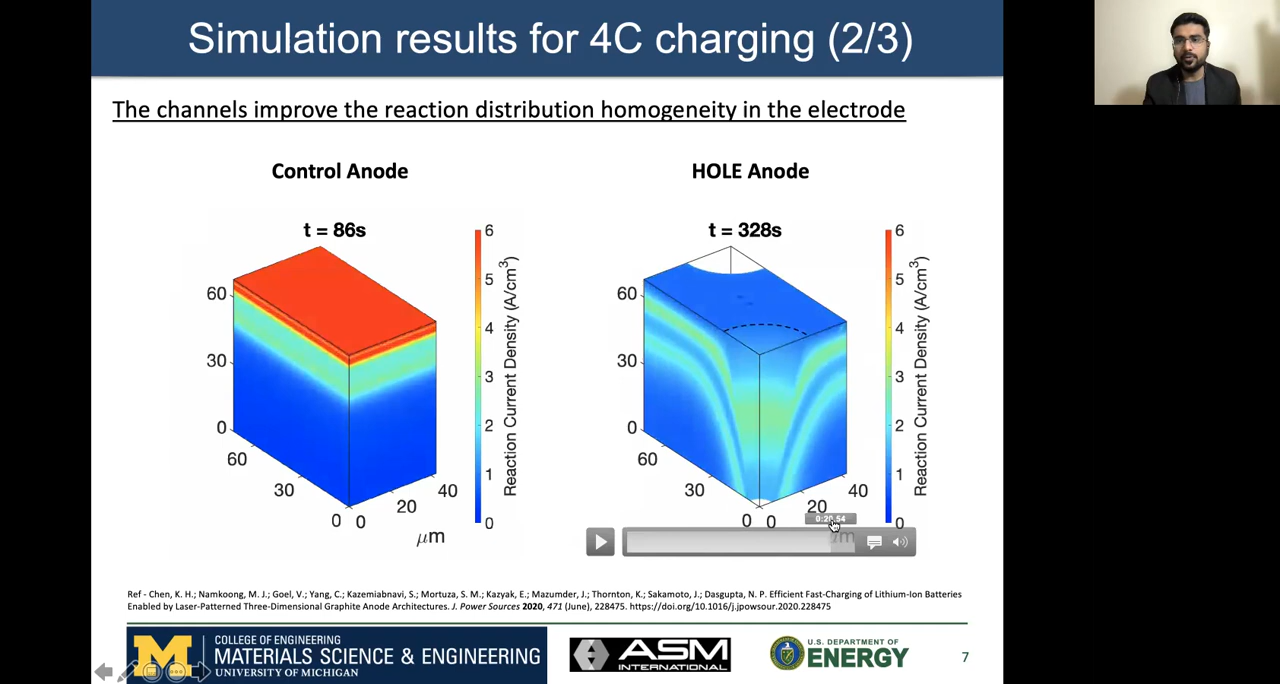 Simulation results for 4C charging (2/3)
The channels improve the reaction distribution homogeneity in the electrode
Control Anode
t = 86s
60
30
0
60
30
0
0
20
40
μm
6
5
4
3
2
1
0
Reaction Current Density (A/cm³)
HOLE Anode
t = 328s
60
30
0
60
30
0
0
20
40
6
5
4
3
2
1
0
Reaction Current Density (A/cm³)
Ref - Chen, K. H.; Namkoong, M. J.; Goel, V.; Yang, C.; Kazemiabnavi, S.; Mortuza, S. M.; Kazyak, E.; Mazumder, J.; Thornton, K.; Sakamoto, J.; Dasgupta, N. P. Efficient Fast-Charging of Lithium-Ion Batteries
Enabled by Laser-Patterned Three-Dimensional Graphite Anode Architectures. J. Power Sources 2020, 471 (June), 228475. https://doi.org/10.1016/j.jpowsour.2020.228475
M
COLLEGE OF ENGINEERING
MATERIALS SCIENCE & ENGINEERING
UNIVERSITY OF MICHIGAN
ASM
INTERNATIONAL
U.S. DEPARTMENT OF
ENERGY
7